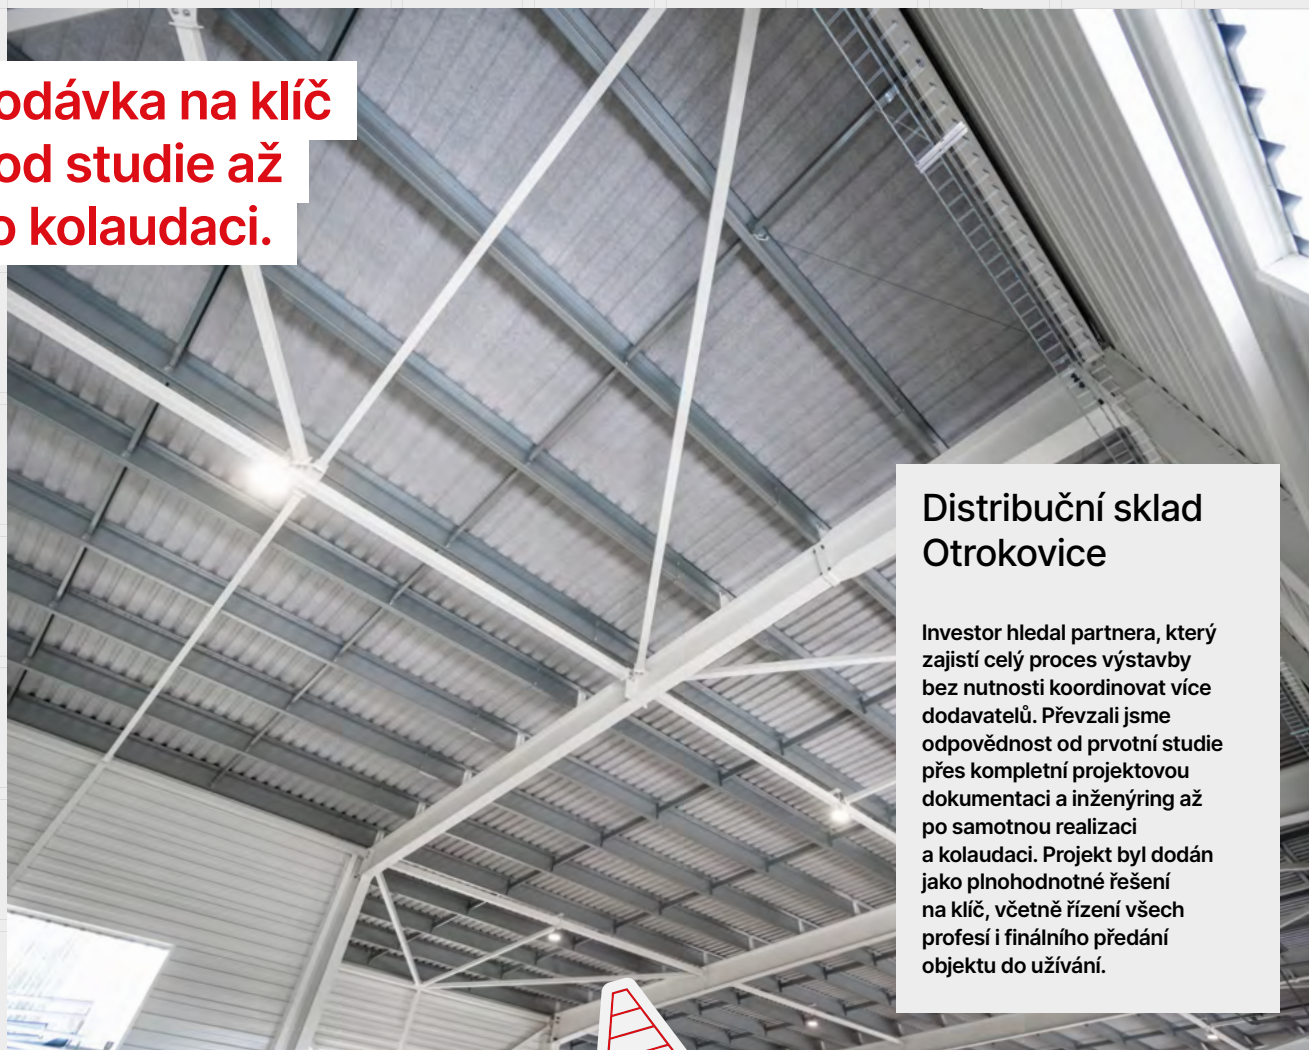 odávka na klíč
od studie až
o kolaudaci.
Distribuční sklad
Otrokovice
Investor hledal partnera, který
zajistí celý proces výstavby
bez nutnosti koordinovat více
dodavatelů. Převzali jsme
odpovědnost od prvotní studie
přes kompletní projektovou
dokumentaci a inženýring až
po samotnou realizaci
a kolaudaci. Projekt byl dodán
jako plnohodnotné řešení
na klíč, včetně řízení všech
profesí i finálního předání
objektu do užívání.